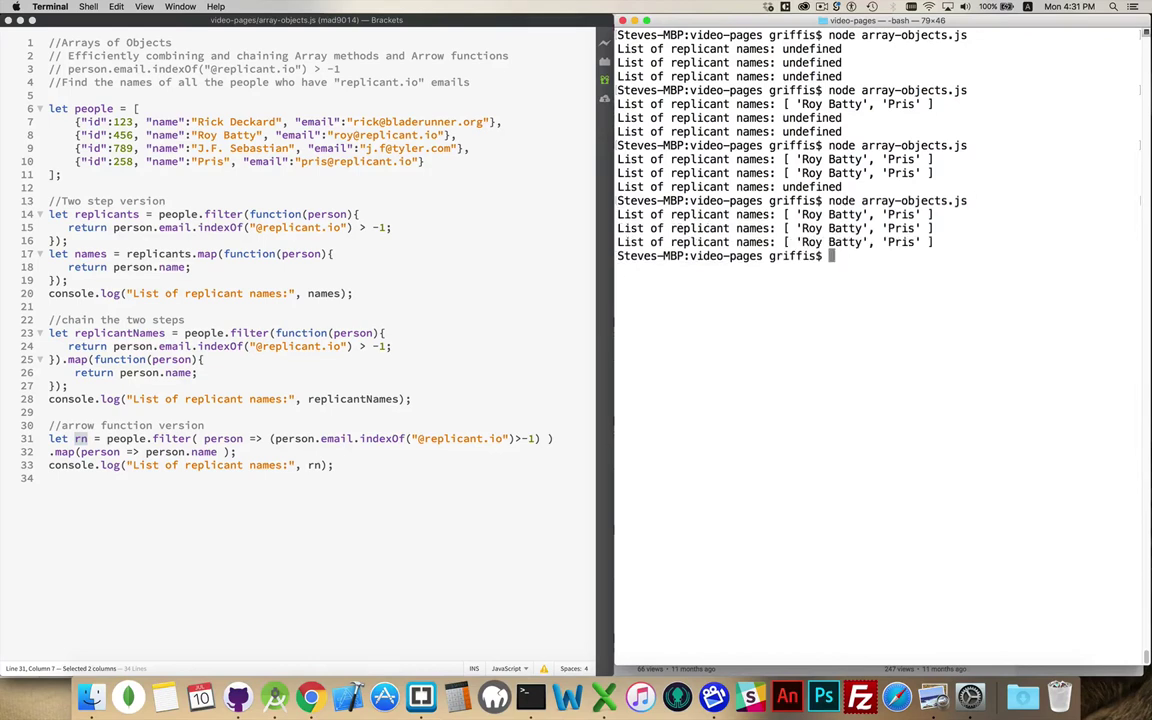 Terminal Shell Edit View Window Help
100% Mon 4:31 PM
video-pages/array-objects.js (mad9014) — Brackets
1 //Arrays of Objects
2 // Efficiently combining and chaining Array methods and Arrow functions
3 // person.email.indexOf("@replicant.io") > -1
4 //Find the names of all the people who have "replicant.io" emails
5
6 let people = [
7 {"id":123, "name":"Rick Deckard", "email":"rick@bladerunner.org"},
8 {"id":456, "name":"Roy Batty", "email":"roy@replicant.io"},
9 {"id":789, "name":"J.F. Sebastian", "email":"j.f@tyler.com"},
10 {"id":258, "name":"Pris", "email":"pris@replicant.io"}
11 ];
12
13 //Two step version
14 let replicants = people.filter(function(person){
15 return person.email.indexOf("@replicant.io") > -1;
16 });
17 let names = replicants.map(function(person){
18 return person.name;
19 });
20 console.log("List of replicant names:", names);
21
22 //chain the two steps
23 let replicantNames = people.filter(function(person){
24 return person.email.indexOf("@replicant.io") > -1;
25 }).map(function(person){
26 return person.name;
27 });
28 console.log("List of replicant names:", replicantNames);
29
30 //arrow function version
31 let rn = people.filter( person => (person.email.indexOf("@replicant.io")>-1) )
32 .map(person => person.name );
33 console.log("List of replicant names:", rn);
34
Line 31, Column 7 — Selected 2 columns — 34 Lines
INS JavaScript Spaces: 4
video-pages — -bash — 79×46
Steves-MBP:video-pages griffis$ node array-objects.js
List of replicant names: undefined
List of replicant names: undefined
List of replicant names: undefined
Steves-MBP:video-pages griffis$ node array-objects.js
List of replicant names: [ 'Roy Batty', 'Pris' ]
List of replicant names: undefined
List of replicant names: undefined
Steves-MBP:video-pages griffis$ node array-objects.js
List of replicant names: [ 'Roy Batty', 'Pris' ]
List of replicant names: [ 'Roy Batty', 'Pris' ]
List of replicant names: undefined
Steves-MBP:video-pages griffis$ node array-objects.js
List of replicant names: [ 'Roy Batty', 'Pris' ]
List of replicant names: [ 'Roy Batty', 'Pris' ]
List of replicant names: [ 'Roy Batty', 'Pris' ]
Steves-MBP:video-pages griffis$
66 views · 11 months ago 247 views · 11 months ago
10
An
Ps